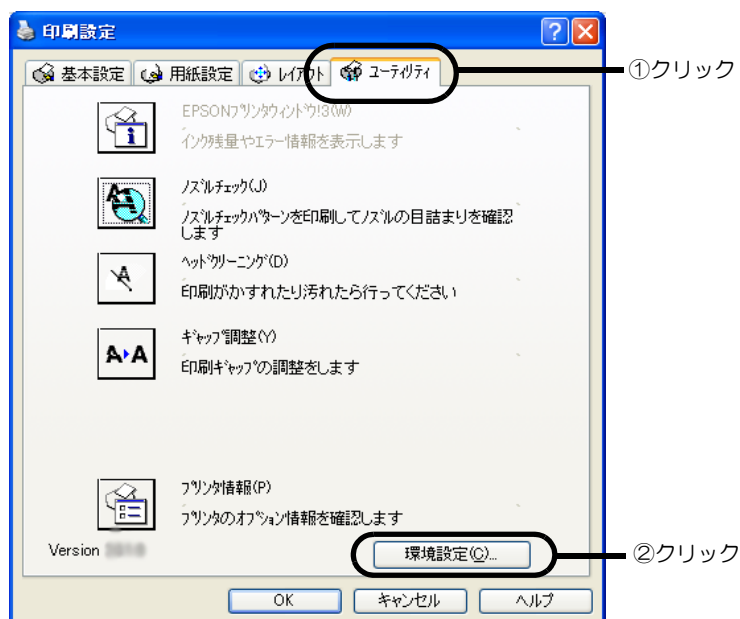 印刷設定
基本設定 用紙設定 レイアウト ユーティリティ
①クリック
EPSONプリンタウィンドウ!3(W)
インク残量やエラー情報を表示します
ノズルチェック(J)
ノズルチェックパターンを印刷してノズルの目詰まりを確認
します
ヘッドクリーニング(D)
印刷がかすれたり汚れたら行ってください
ギャップ調整(Y)
印刷ギャップの調整をします
プリンタ情報(P)
プリンタのオプション情報を確認します
Version
環境設定(C)...
②クリック
OK キャンセル ヘルプ